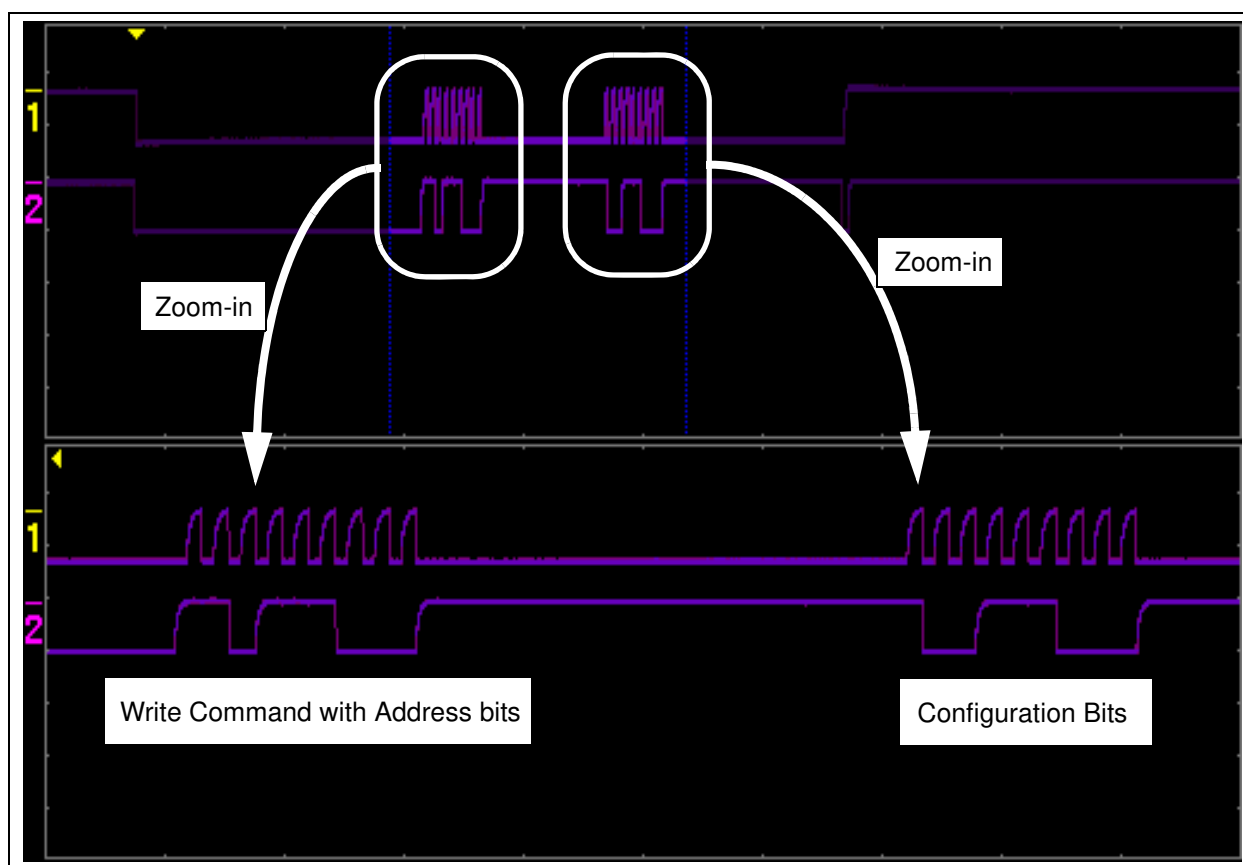 1
2
Zoom-in
Zoom-in
1
2
Write Command with Address bits
Configuration Bits